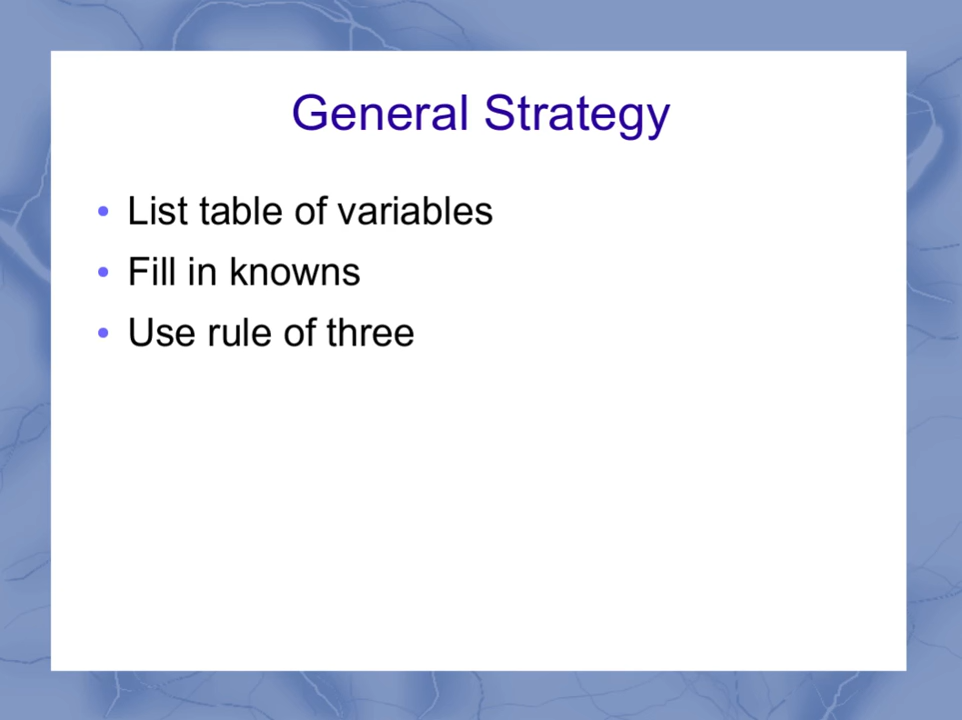 General Strategy
• List table of variables
• Fill in knowns
• Use rule of three